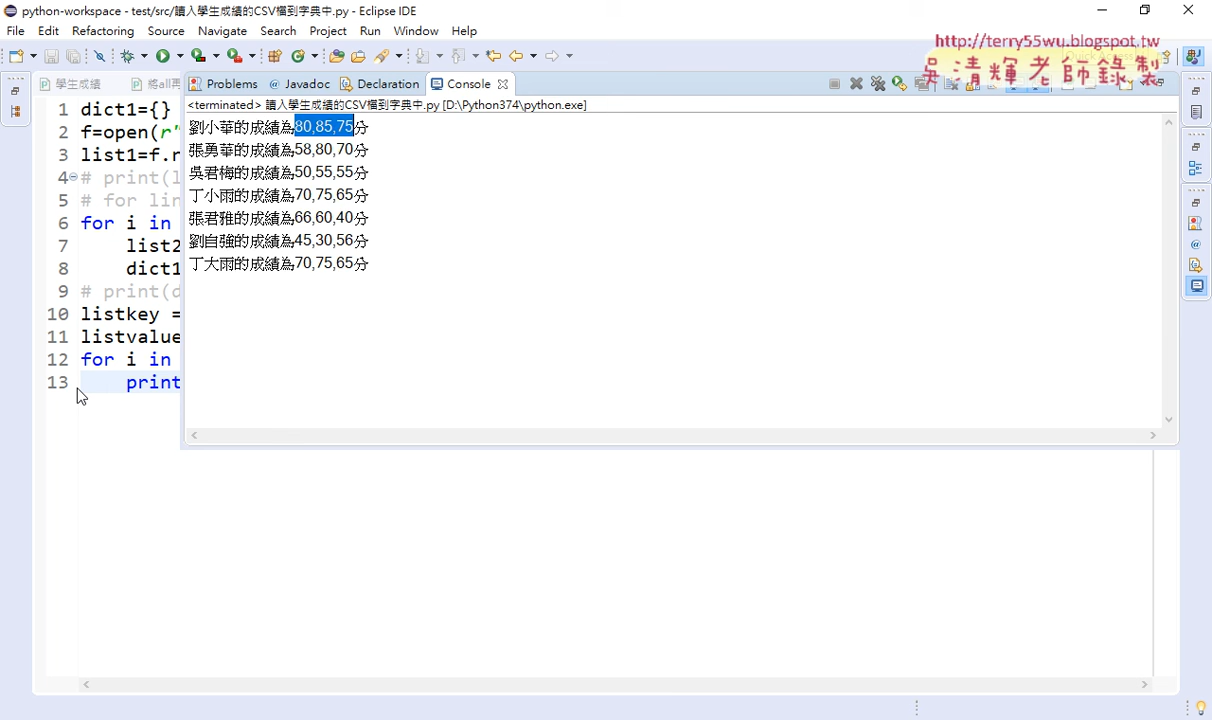 python-workspace - test/src/讀入學生成績的CSV檔到字典中.py - Eclipse IDE
File Edit Refactoring Source Navigate Search Project Run Window Help
http://terry55wu.blogspot.tw
吳清輝老師錄製
學生成績 將all再 Problems Javadoc Declaration Console
<terminated> 讀入學生成績的CSV檔到字典中.py [D:\Python374\python.exe]
劉小華的成績為80,85,75分
張勇華的成績為58,80,70分
吳君梅的成績為50,55,55分
丁小雨的成績為70,75,65分
張君雅的成績為66,60,40分
劉自強的成績為45,30,56分
丁大雨的成績為70,75,65分
1 dict1={}
2 f=open(r"
3 list1=f.r
4 # print(l
5 # for lin
6 for i in
7 list2
8 dict1
9 # print(d
10 listkey =
11 listvalue
12 for i in
13 print